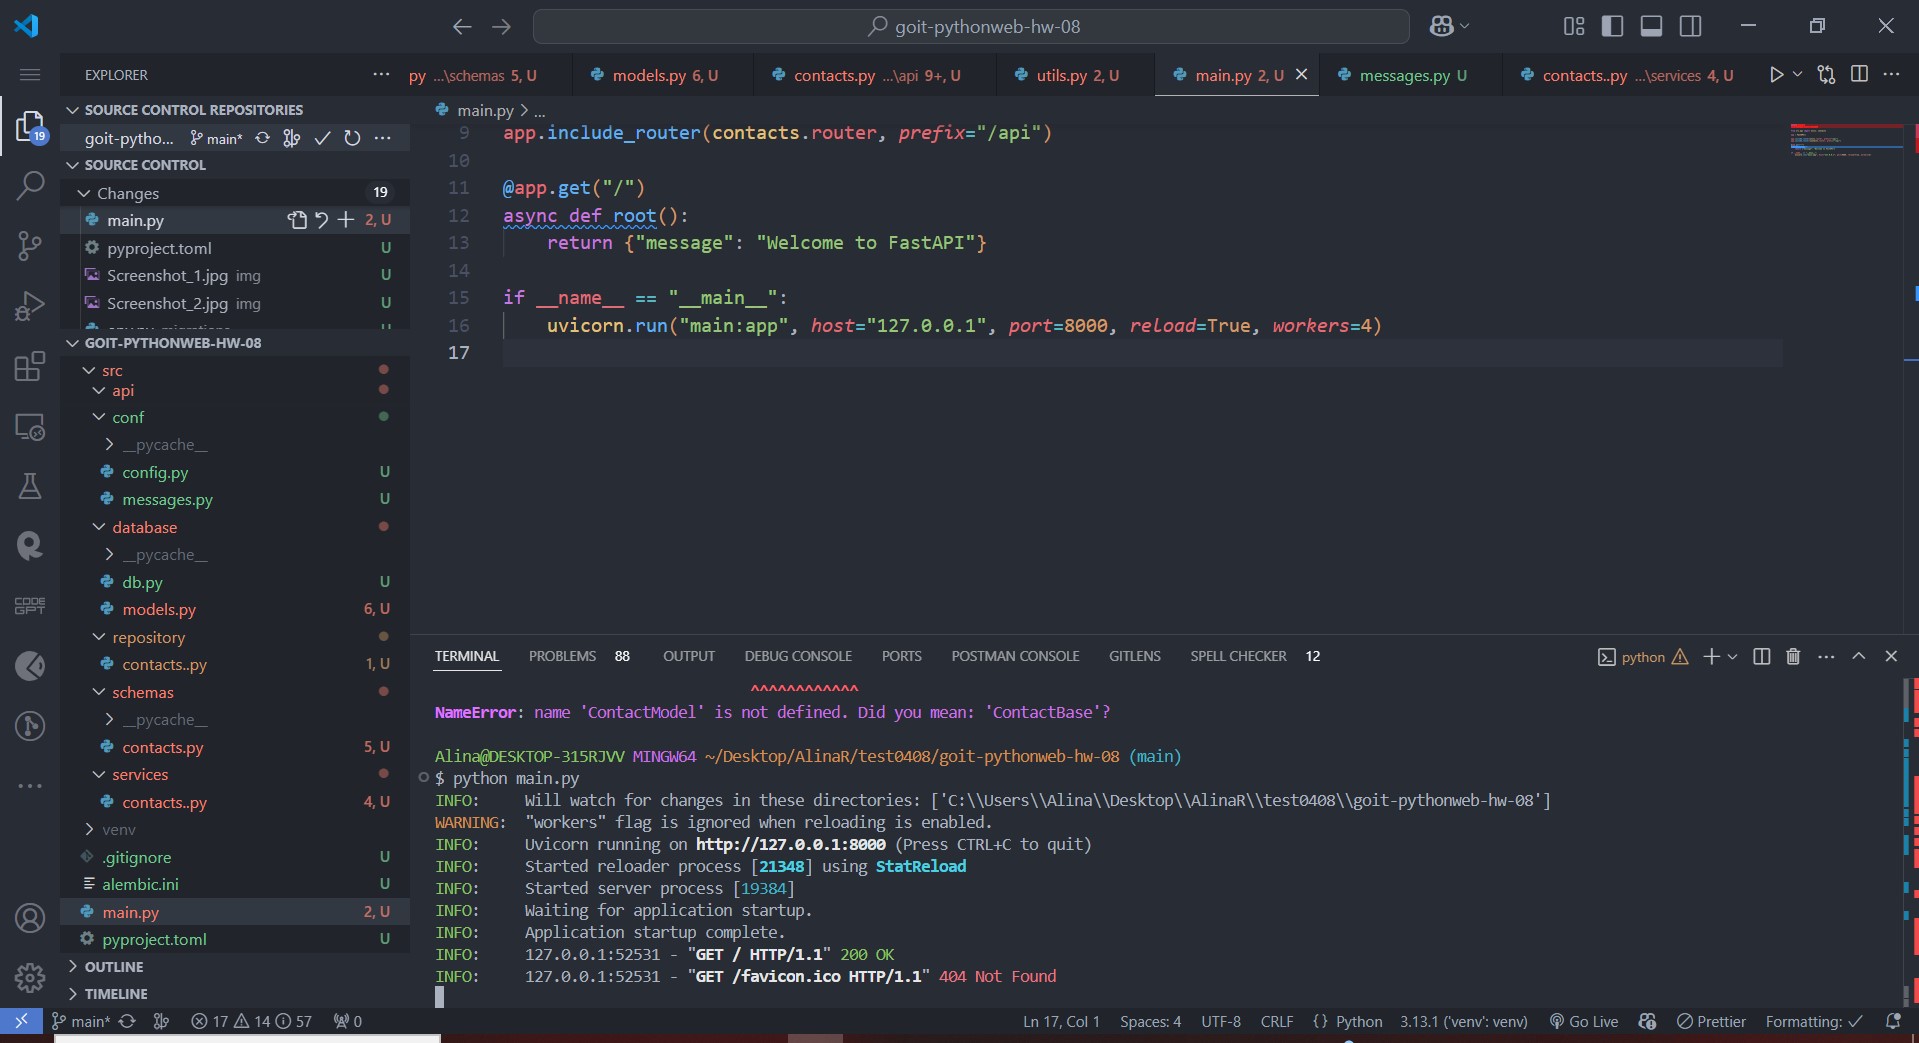 goit-pythonweb-hw-08
EXPLORER
SOURCE CONTROL REPOSITORIES
goit-pytho... main*
SOURCE CONTROL
Changes 19
main.py 2, U
pyproject.toml U
Screenshot_1.jpg img U
Screenshot_2.jpg img U
GOIT-PYTHONWEB-HW-08
src
api
conf
__pycache__
config.py U
messages.py U
database
__pycache__
db.py U
models.py 6, U
repository
contacts..py 1, U
schemas
__pycache__
contacts.py 5, U
services
contacts..py 4, U
venv
.gitignore U
alembic.ini U
main.py 2, U
pyproject.toml U
OUTLINE
TIMELINE
19
CODE
GPT
py ...\schemas 5, U
models.py 6, U
contacts.py ...\api 9+, U
utils.py 2, U
main.py 2, U
messages.py U
contacts..py ...\services 4, U
main.py > ...
9 app.include_router(contacts.router, prefix="/api")
10
11 @app.get("/")
12 async def root():
13 return {"message": "Welcome to FastAPI"}
14
15 if __name__ == "__main__":
16 uvicorn.run("main:app", host="127.0.0.1", port=8000, reload=True, workers=4)
17
TERMINAL PROBLEMS 88 OUTPUT DEBUG CONSOLE PORTS POSTMAN CONSOLE GITLENS SPELL CHECKER 12
python
^^^^^^^^^^^^
NameError: name 'ContactModel' is not defined. Did you mean: 'ContactBase'?
Alina@DESKTOP-315RJVV MINGW64 ~/Desktop/AlinaR/test0408/goit-pythonweb-hw-08 (main)
$ python main.py
INFO: Will watch for changes in these directories: ['C:\\Users\\Alina\\Desktop\\AlinaR\\test0408\\goit-pythonweb-hw-08']
WARNING: "workers" flag is ignored when reloading is enabled.
INFO: Uvicorn running on http://127.0.0.1:8000 (Press CTRL+C to quit)
INFO: Started reloader process [21348] using StatReload
INFO: Started server process [19384]
INFO: Waiting for application startup.
INFO: Application startup complete.
INFO: 127.0.0.1:52531 - "GET / HTTP/1.1" 200 OK
INFO: 127.0.0.1:52531 - "GET /favicon.ico HTTP/1.1" 404 Not Found
main* 17 14 57 0
Ln 17, Col 1 Spaces: 4 UTF-8 CRLF {} Python 3.13.1 ('venv': venv) Go Live Prettier Formatting: